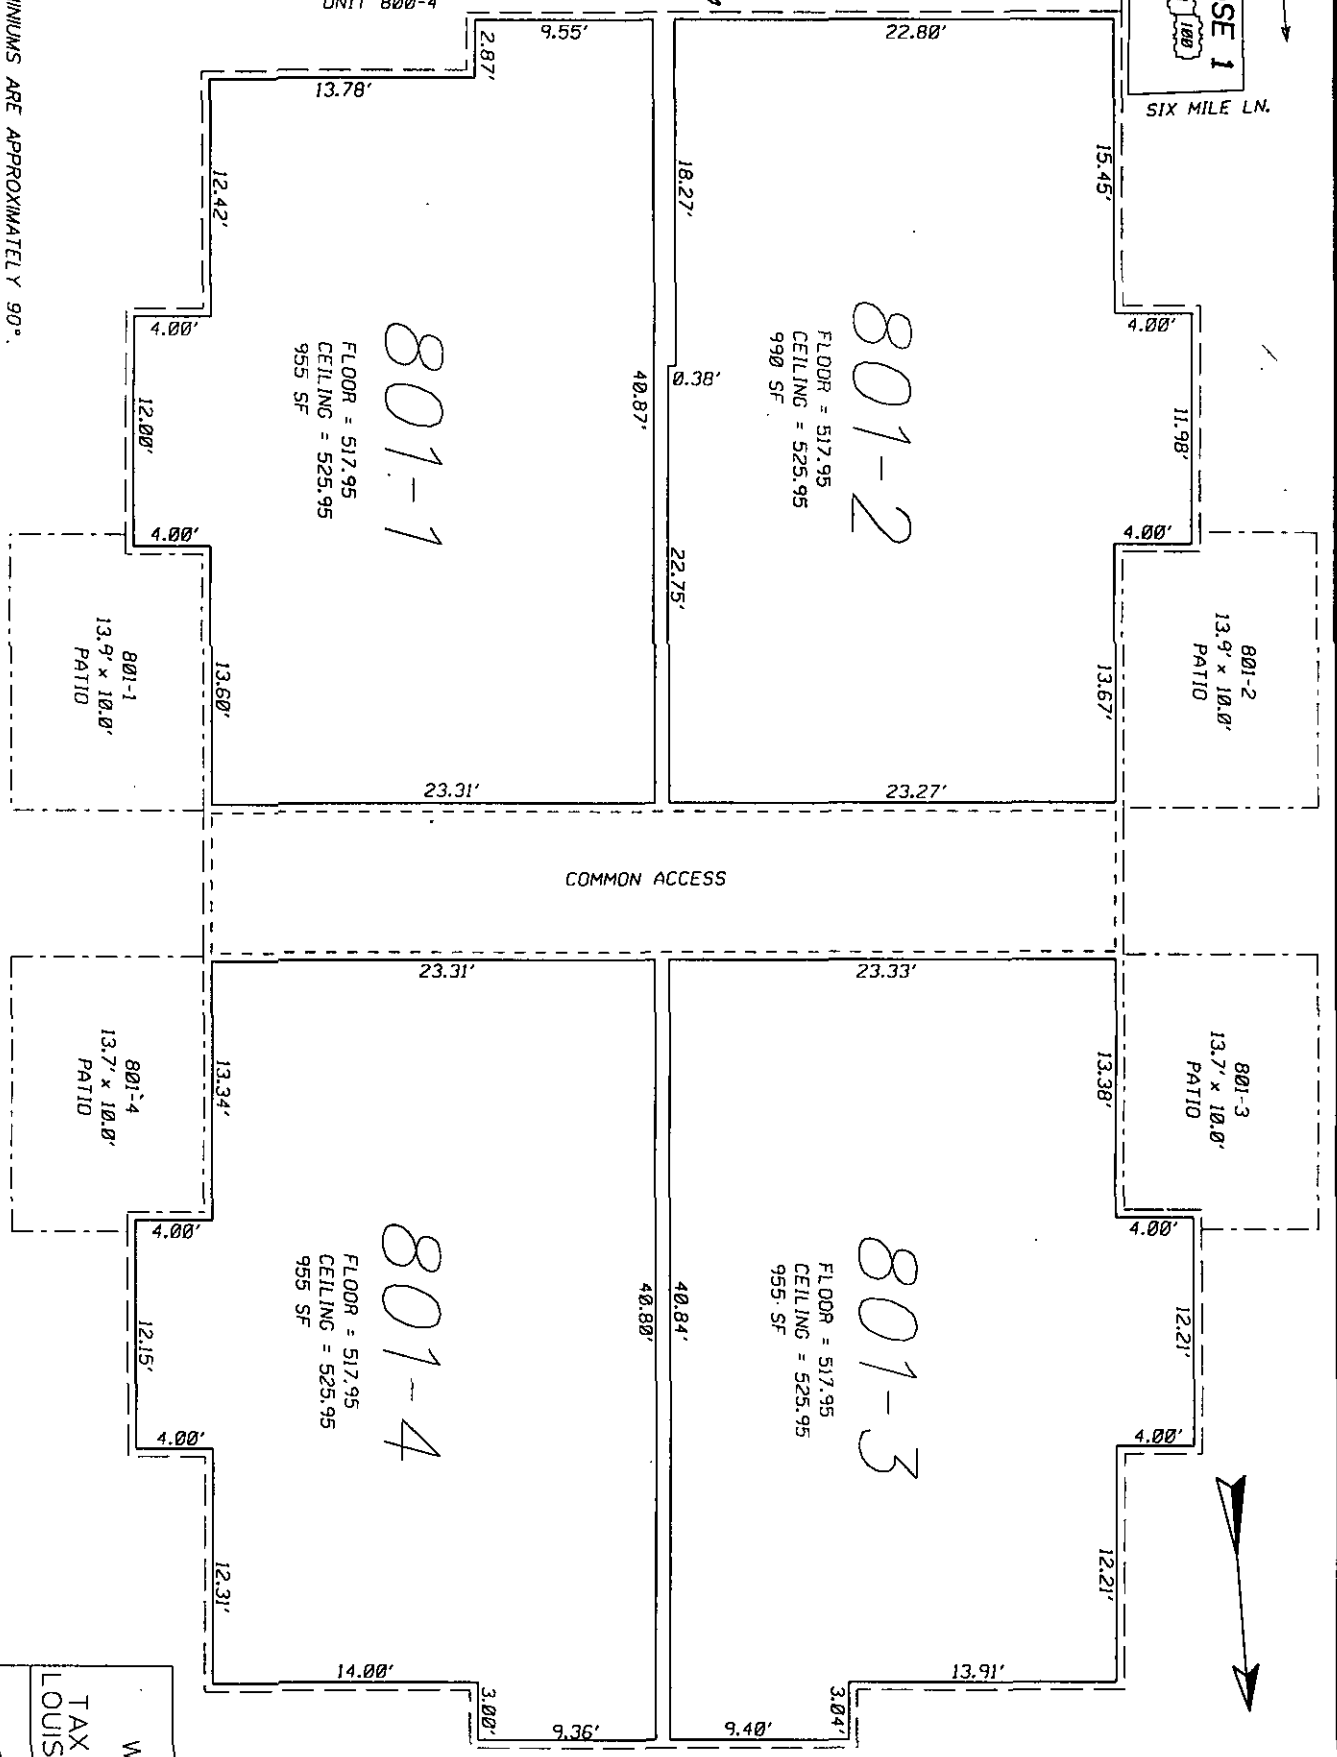 UNIT 800-4
SE 1
100
SIX MILE LN.
9.55'
2.87'
13.78'
22.80'
15.45'
12.42'
18.27'
4.00'
4.00'
0.38'
40.87'
12.00'
11.98'
801-1
FLOOR = 517.95
CEILING = 525.95
955 SF
801-2
FLOOR = 517.95
CEILING = 525.95
990 SF
4.00'
4.00'
22.75'
801-1
13.9' x 10.0'
PATIO
13.60'
13.67'
801-2
13.9' x 10.0'
PATIO
23.31'
23.27'
COMMON ACCESS
23.31'
23.33'
801-4
13.7' x 10.0'
PATIO
13.34'
13.38'
801-3
13.7' x 10.0'
PATIO
4.00'
4.00'
12.15'
40.80'
40.84'
12.21'
801-4
FLOOR = 517.95
CEILING = 525.95
955 SF
801-3
FLOOR = 517.95
CEILING = 525.95
955 SF
4.00'
4.00'
12.31'
12.21'
14.00'
13.91'
3.00'
9.36'
9.40'
3.04'
INIUMS ARE APPROXIMATELY 90°.
W
TAX
LOUIS